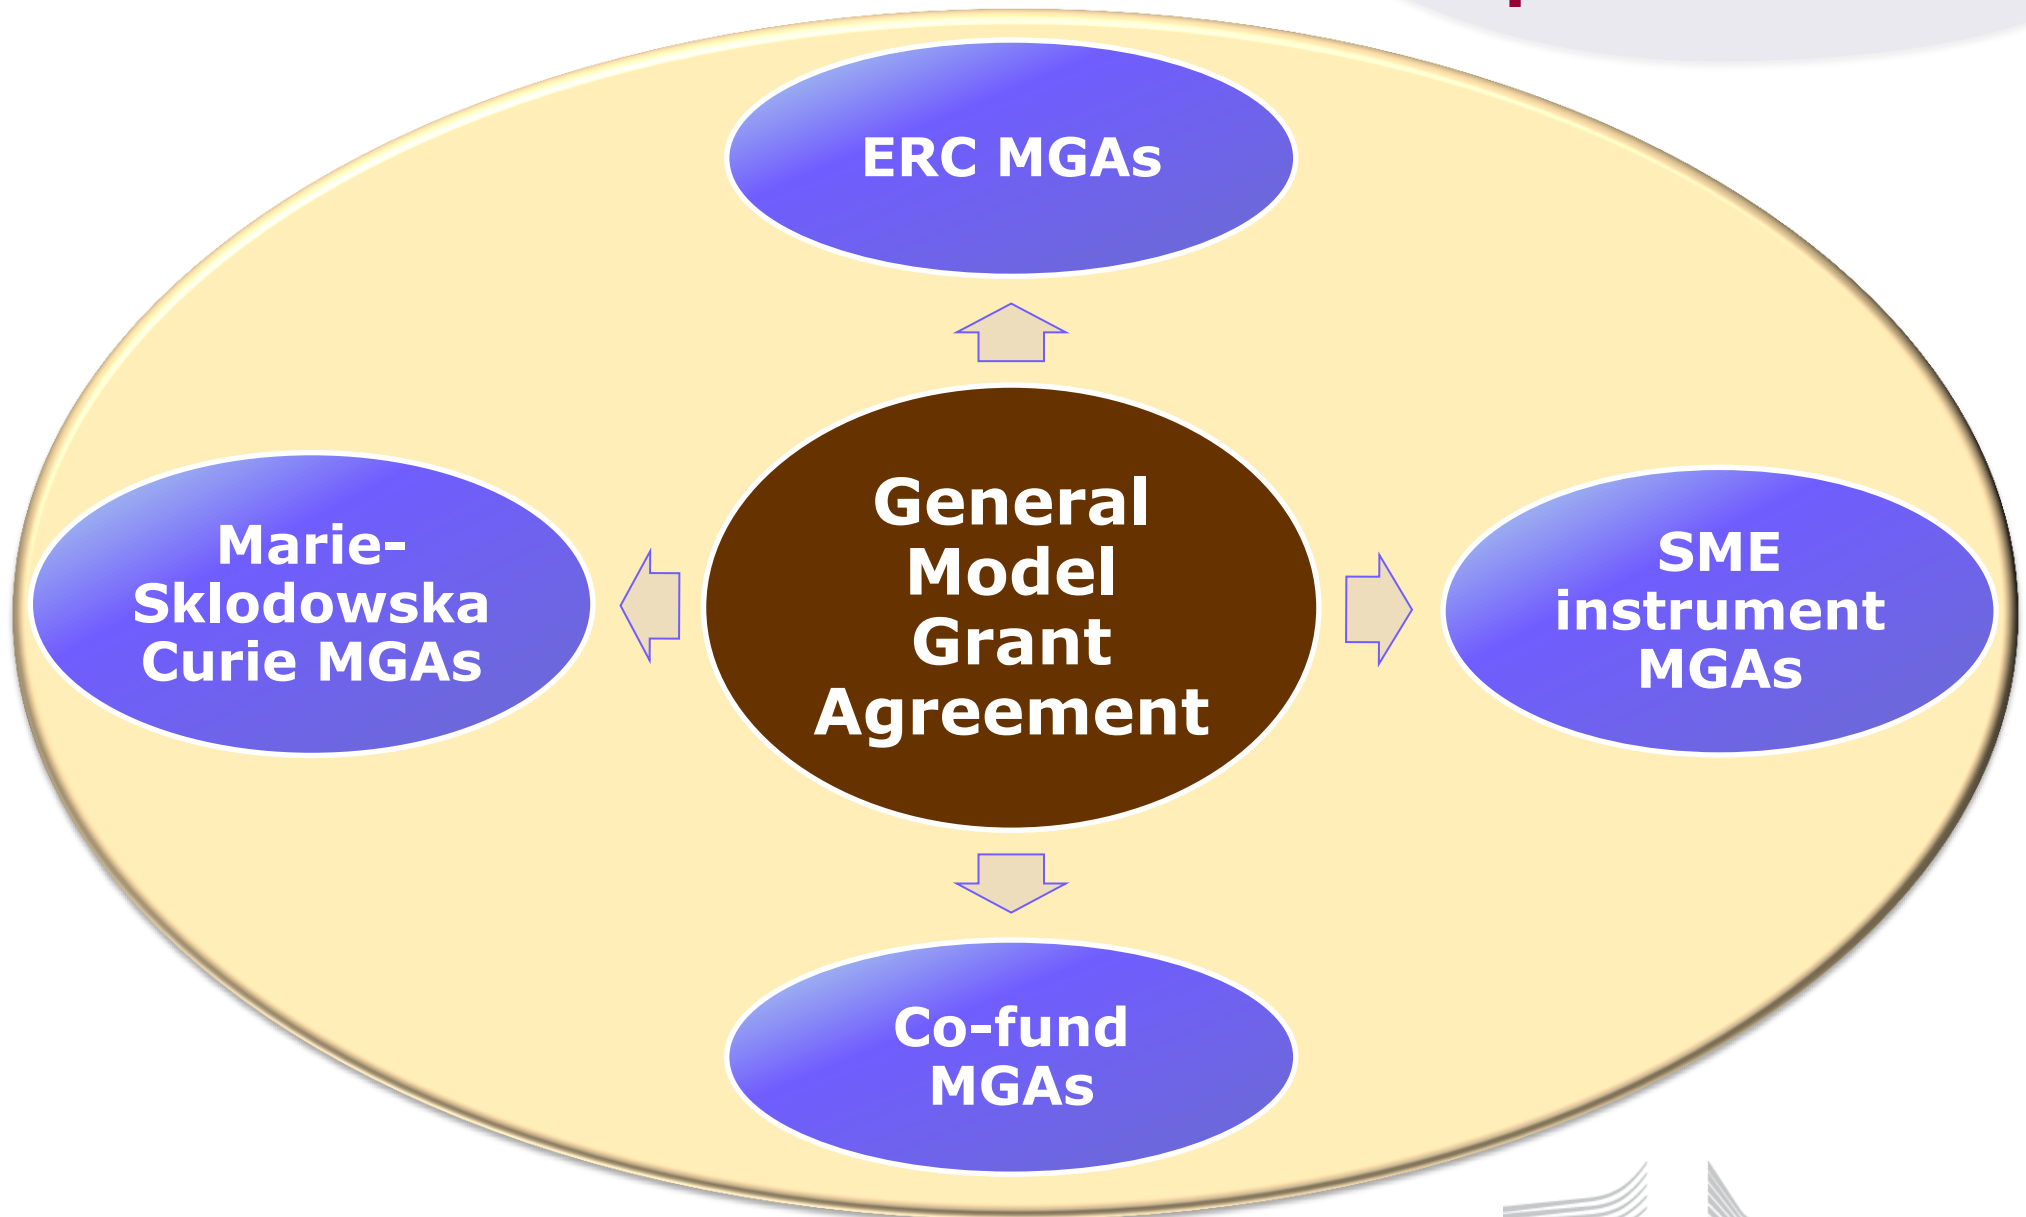 ERC MGAs
General
Model
Grant
Agreement
Marie-
Sklodowska
Curie MGAs
SME
instrument
MGAs
Co-fund
MGAs